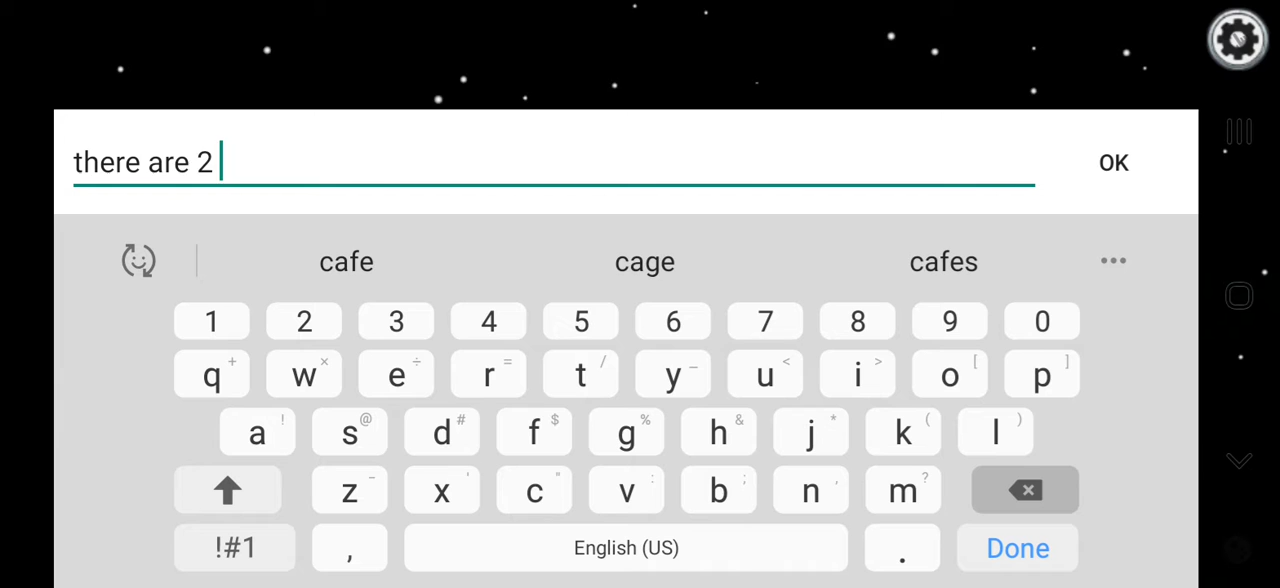 there are 2
OK
cafe cage cafes
1 2 3 4 5 6 7 8 9 0
q + w × e ÷ r = t / y _ u < i > o [ p ]
a ! s @ d # f $ g % h & j * k ( l )
z - x ' c " v : b ; n , m ?
!#1 , English (US) . Done